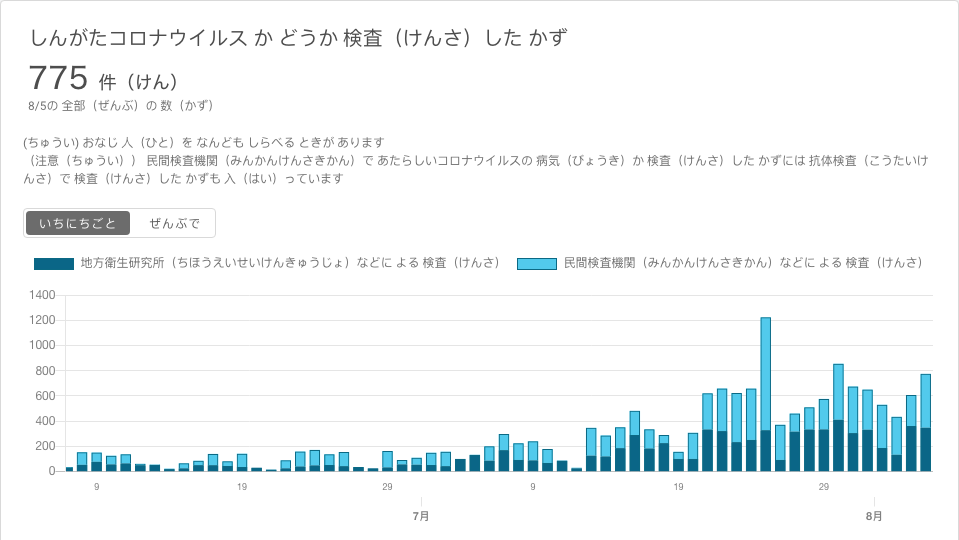 しんがたコロナウイルス か どうか 検査（けんさ）した かず
775 件（けん）
8/5の 全部（ぜんぶ）の 数（かず）
(ちゅうい) おなじ 人（ひと）を なんども しらべる ときが あります
（注意（ちゅうい）） 民間検査機関（みんかんけんさきかん）で あたらしいコロナウイルスの 病気（びょうき）か 検査（けんさ）した かずには 抗体検査（こうたいけ
んさ）で 検査（けんさ）した かずも 入（はい）っています
いちにちごと ぜんぶで
地方衛生研究所（ちほうえいせいけんきゅうじょ）などに よる 検査（けんさ） 民間検査機関（みんかんけんさきかん）などに よる 検査（けんさ）
1400
1200
1000
800
600
400
200
0
9 19 29 9 19 29
7月 8月